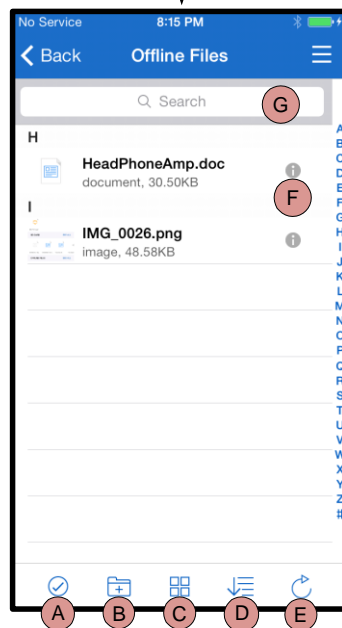 No Service 8:15 PM
Back Offline Files
Search
G
H
HeadPhoneAmp.doc
document, 30.50KB
F
I
IMG_0026.png
image, 48.58KB
A
B
C
D
E
F
G
H
I
J
K
L
M
N
O
P
Q
R
S
T
U
V
W
X
Y
Z
#
A B C D E